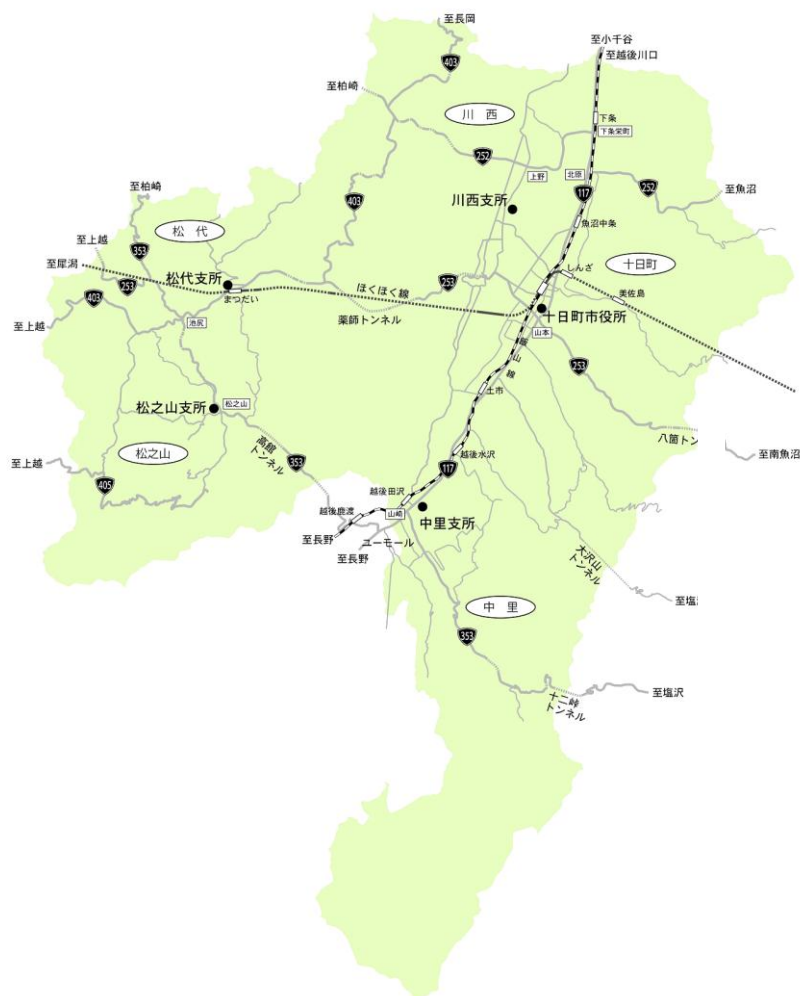 至長岡
至小千谷
至越後川口
403
至柏崎
川 西
下条
下条栄町
252
上野
北原
117
252
至魚沼
至柏崎
403
川西支所
魚沼中条
松 代
至上越
353
十日町
至犀潟
253
松代支所
しんざ
403
まつだい
ほくほく線
253
美佐島
至上越
池尻
薬師トンネル
十日町市役所
山本
飯山線
253
松之山支所
松之山
土市
八箇トン
松之山
高館
トンネル
至上越
353
越後水沢
至南魚沼
405
117
越後田沢
越後鹿渡
山崎
中里支所
至長野
ユーモール
至長野
大沢山
トンネル
中 里
至塩
353
十二峠
トンネル
至塩沢